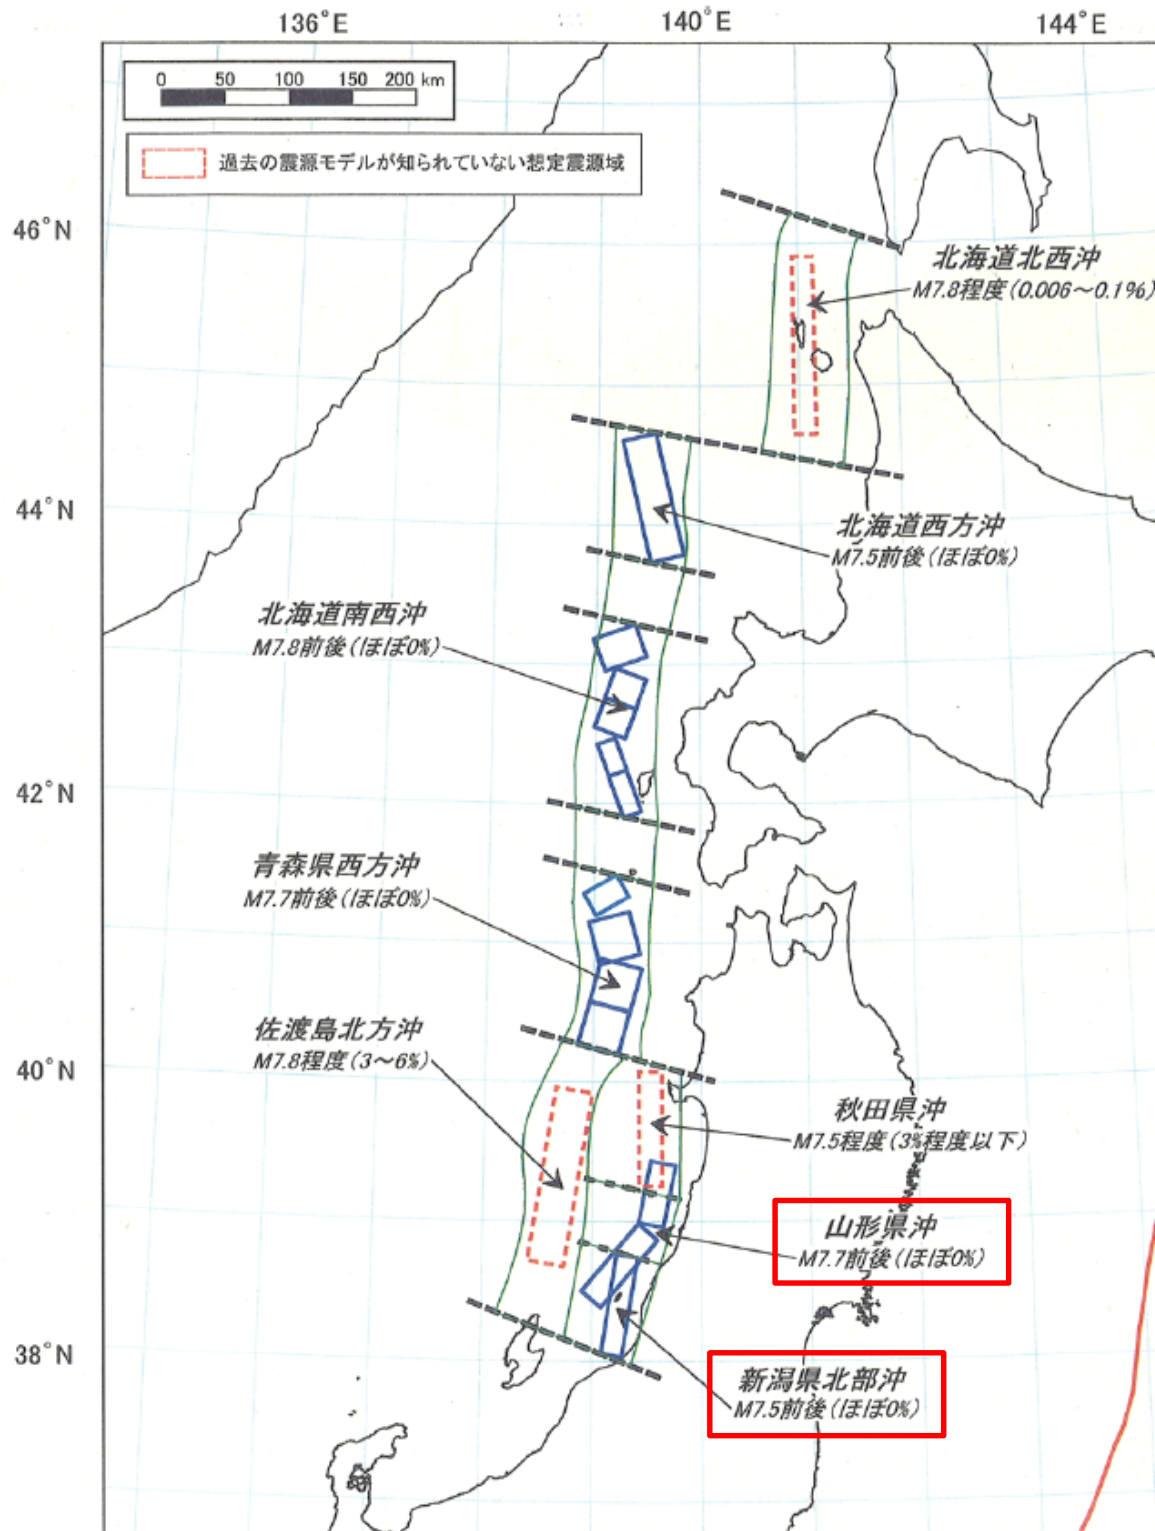 136°E 140°E 144°E
0 50 100 150 200 km
過去の震源モデルが知られていない想定震源域
46°N
北海道北西沖
M7.8程度(0.006～0.1%)
44°N
北海道西方沖
M7.5前後(ほぼ0%)
北海道南西沖
M7.8前後(ほぼ0%)
42°N
青森県西方沖
M7.7前後(ほぼ0%)
佐渡島北方沖
M7.8程度(3～6%)
40°N
秋田県沖
M7.5程度(3%程度以下)
山形県沖
M7.7前後(ほぼ0%)
38°N
新潟県北部沖
M7.5前後(ほぼ0%)